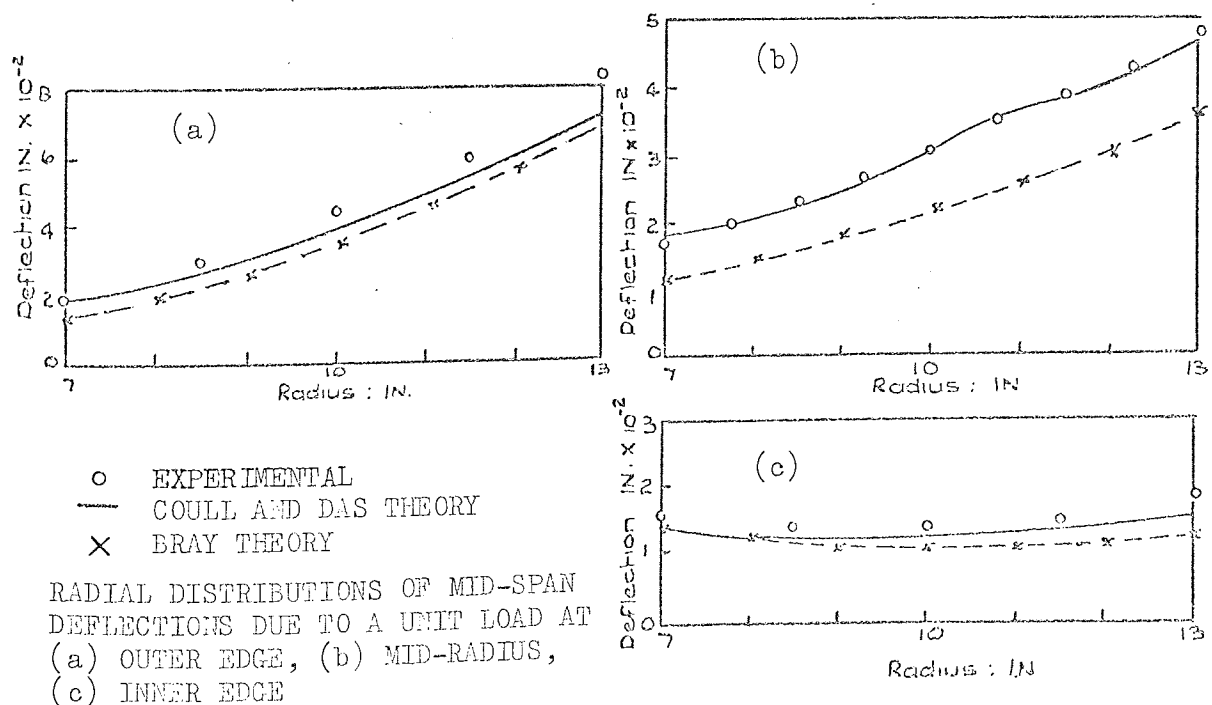 (a)
Deflection IN. × 10⁻²
8
6
4
2
0
7
10
13
Radius : IN.
(b)
Deflection IN × 10⁻²
5
4
3
2
1
0
7
10
13
Radius : IN
(c)
Deflection IN. × 10⁻²
3
2
1
0
7
10
13
Radius : IN
o EXPERIMENTAL
— COULL AND DAS THEORY
× BRAY THEORY
RADIAL DISTRIBUTIONS OF MID-SPAN
DEFLECTIONS DUE TO A UNIT LOAD AT
(a) OUTER EDGE, (b) MID-RADIUS,
(c) INNER EDGE